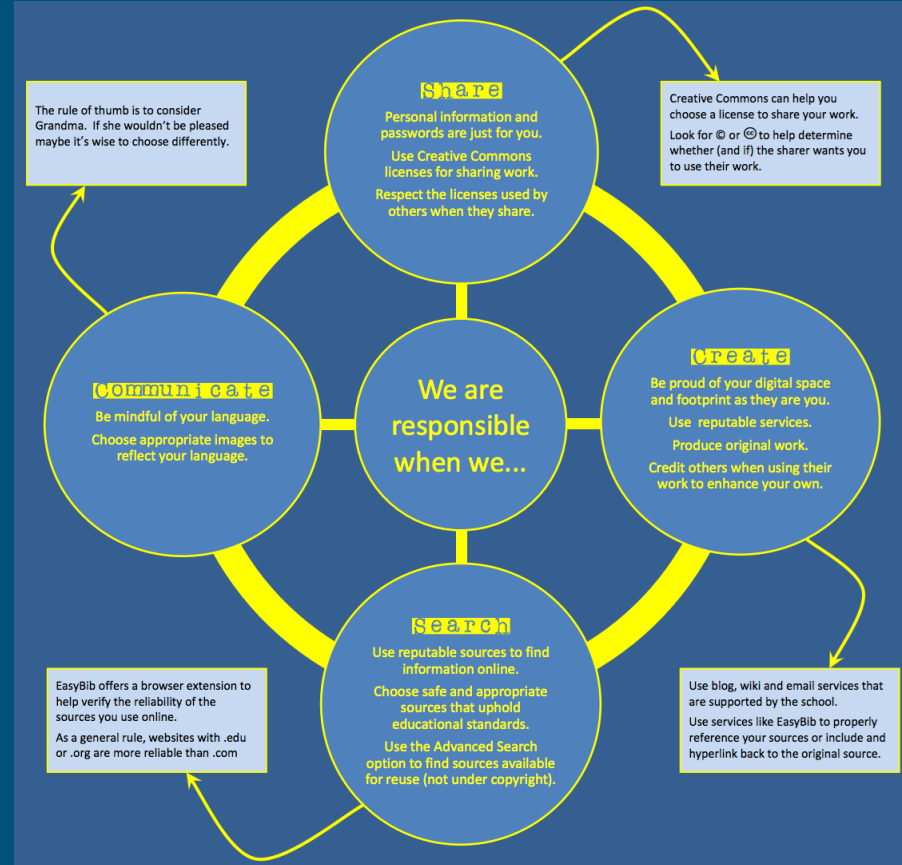 Share
Personal information and
passwords are just for you.
Use Creative Commons
licenses for sharing work.
Respect the licenses used by
others when they share.
Creative Commons can help you
choose a license to share your work.
Look for © or 🄯 to help determine
whether (and if) the sharer wants you
to use their work.
The rule of thumb is to consider
Grandma. If she wouldn't be pleased
maybe it's wise to choose differently.
Communicate
Be mindful of your language.
Choose appropriate images to
reflect your language.
We are
responsible
when we...
Create
Be proud of your digital space
and footprint as they are you.
Use reputable services.
Produce original work.
Credit others when using their
work to enhance your own.
Search
Use reputable sources to find
information online.
Choose safe and appropriate
sources that uphold
educational standards.
Use the Advanced Search
option to find sources available
for reuse (not under copyright).
EasyBib offers a browser extension to
help verify the reliability of the
sources you use online.
As a general rule, websites with .edu
or .org are more reliable than .com
Use blog, wiki and email services that
are supported by the school.
Use services like EasyBib to properly
reference your sources or include and
hyperlink back to the original source.